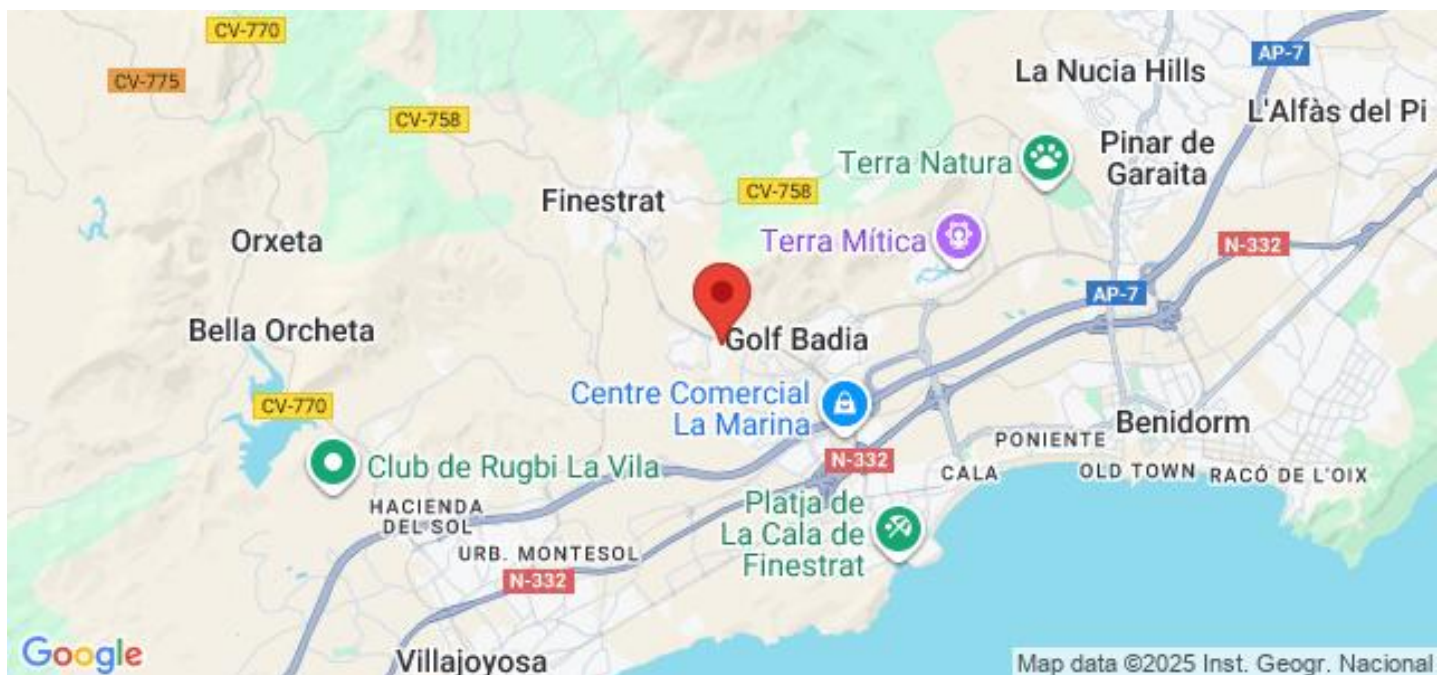 CV-770
AP-7
La Nucia Hills
CV-775
L'Alfàs del Pi
CV-758
Pinar de
Garaita
Terra Natura
CV-758
Finestrat
Orxeta
Terra Mítica
N-332
AP-7
Bella Orcheta
Golf Badia
Centre Comercial
La Marina
CV-770
Benidorm
PONIENTE
N-332
CALA
OLD TOWN
RACÓ DE L'OIX
Club de Rugbi La Vila
HACIENDA
DEL SOL
Platja de
La Cala de
Finestrat
URB. MONTESOL
N-332
Google
Villajoyosa
Map data ©2025 Inst. Geogr. Nacional